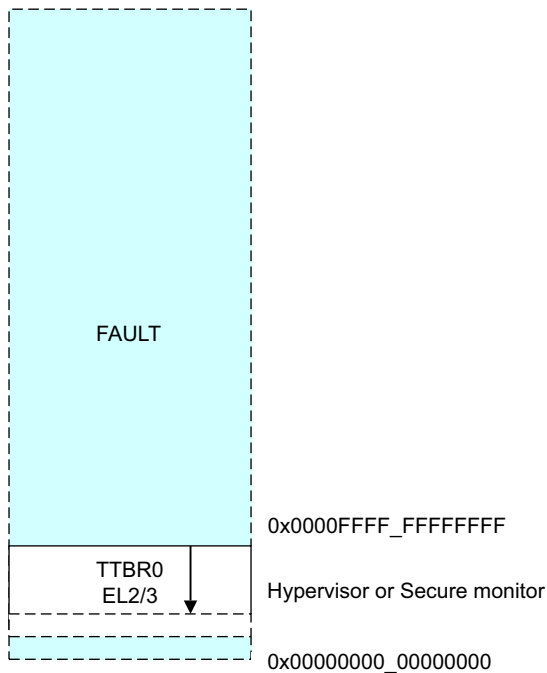 FAULT
0x0000FFFF_FFFFFFFF
TTBR0
EL2/3
Hypervisor or Secure monitor
0x00000000_00000000